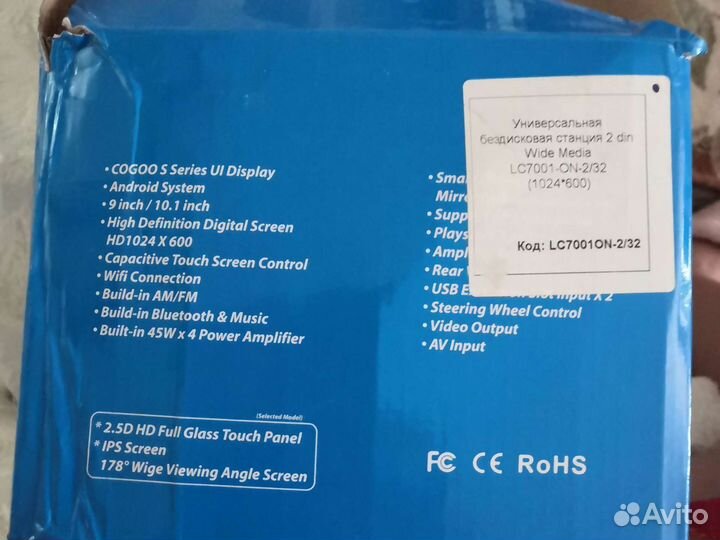 • COGOO S Series UI Display
• Android System
• 9 inch / 10.1 inch
• High Definition Digital Screen
HD1024 X 600
• Capacitive Touch Screen Control
• Wifi Connection
• Build-in AM/FM
• Build-in Bluetooth & Music
• Built-in 45W x 4 Power Amplifier
Универсальная
бездисковая станция 2 din
Wide Media
LC7001-ON-2/32
(1024*600)
Код: LC7001ON-2/32
• USB
Input X 2
• Steering Wheel Control
• Video Output
• AV Input
(Selected Model)
* 2.5D HD Full Glass Touch Panel
* IPS Screen
178° Wige Viewing Angle Screen
FC CE RoHS
Avito